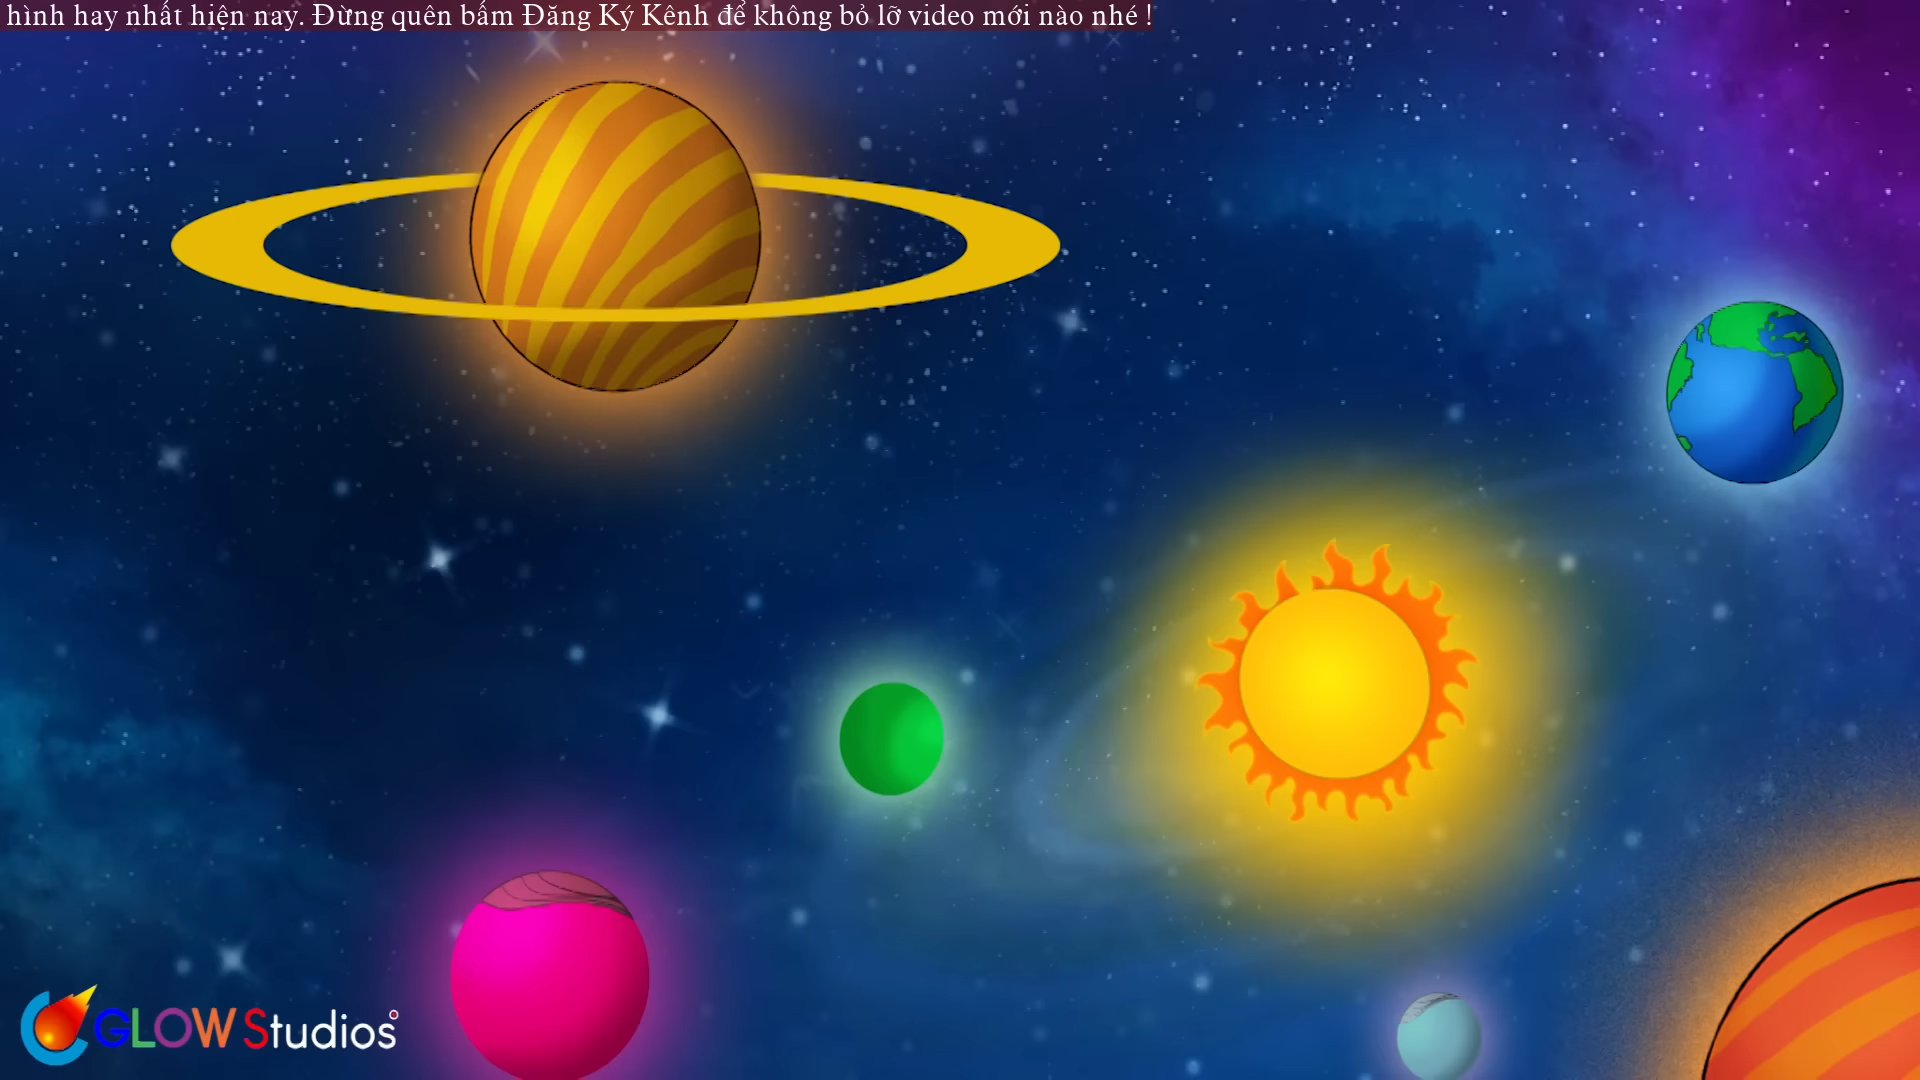 hình hay nhất hiện nay. Đừng quên bấm Đăng Ký Kênh để không bỏ lỡ video mới nào nhé !
GLOW Studios